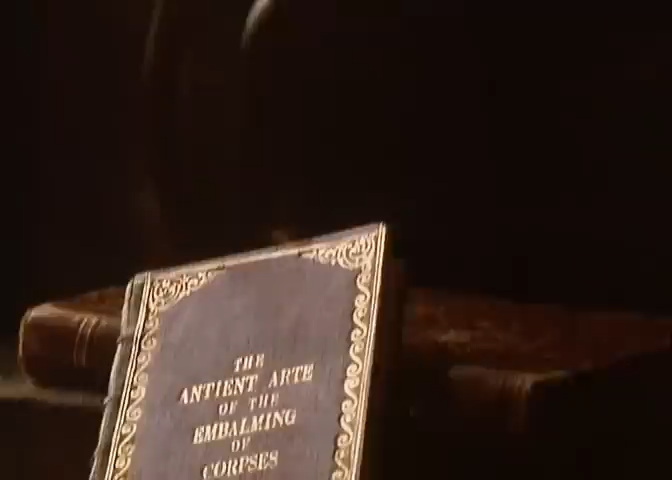 THE
ANTIENT ARTE
OF THE
EMBALMING
OF
CORPSES